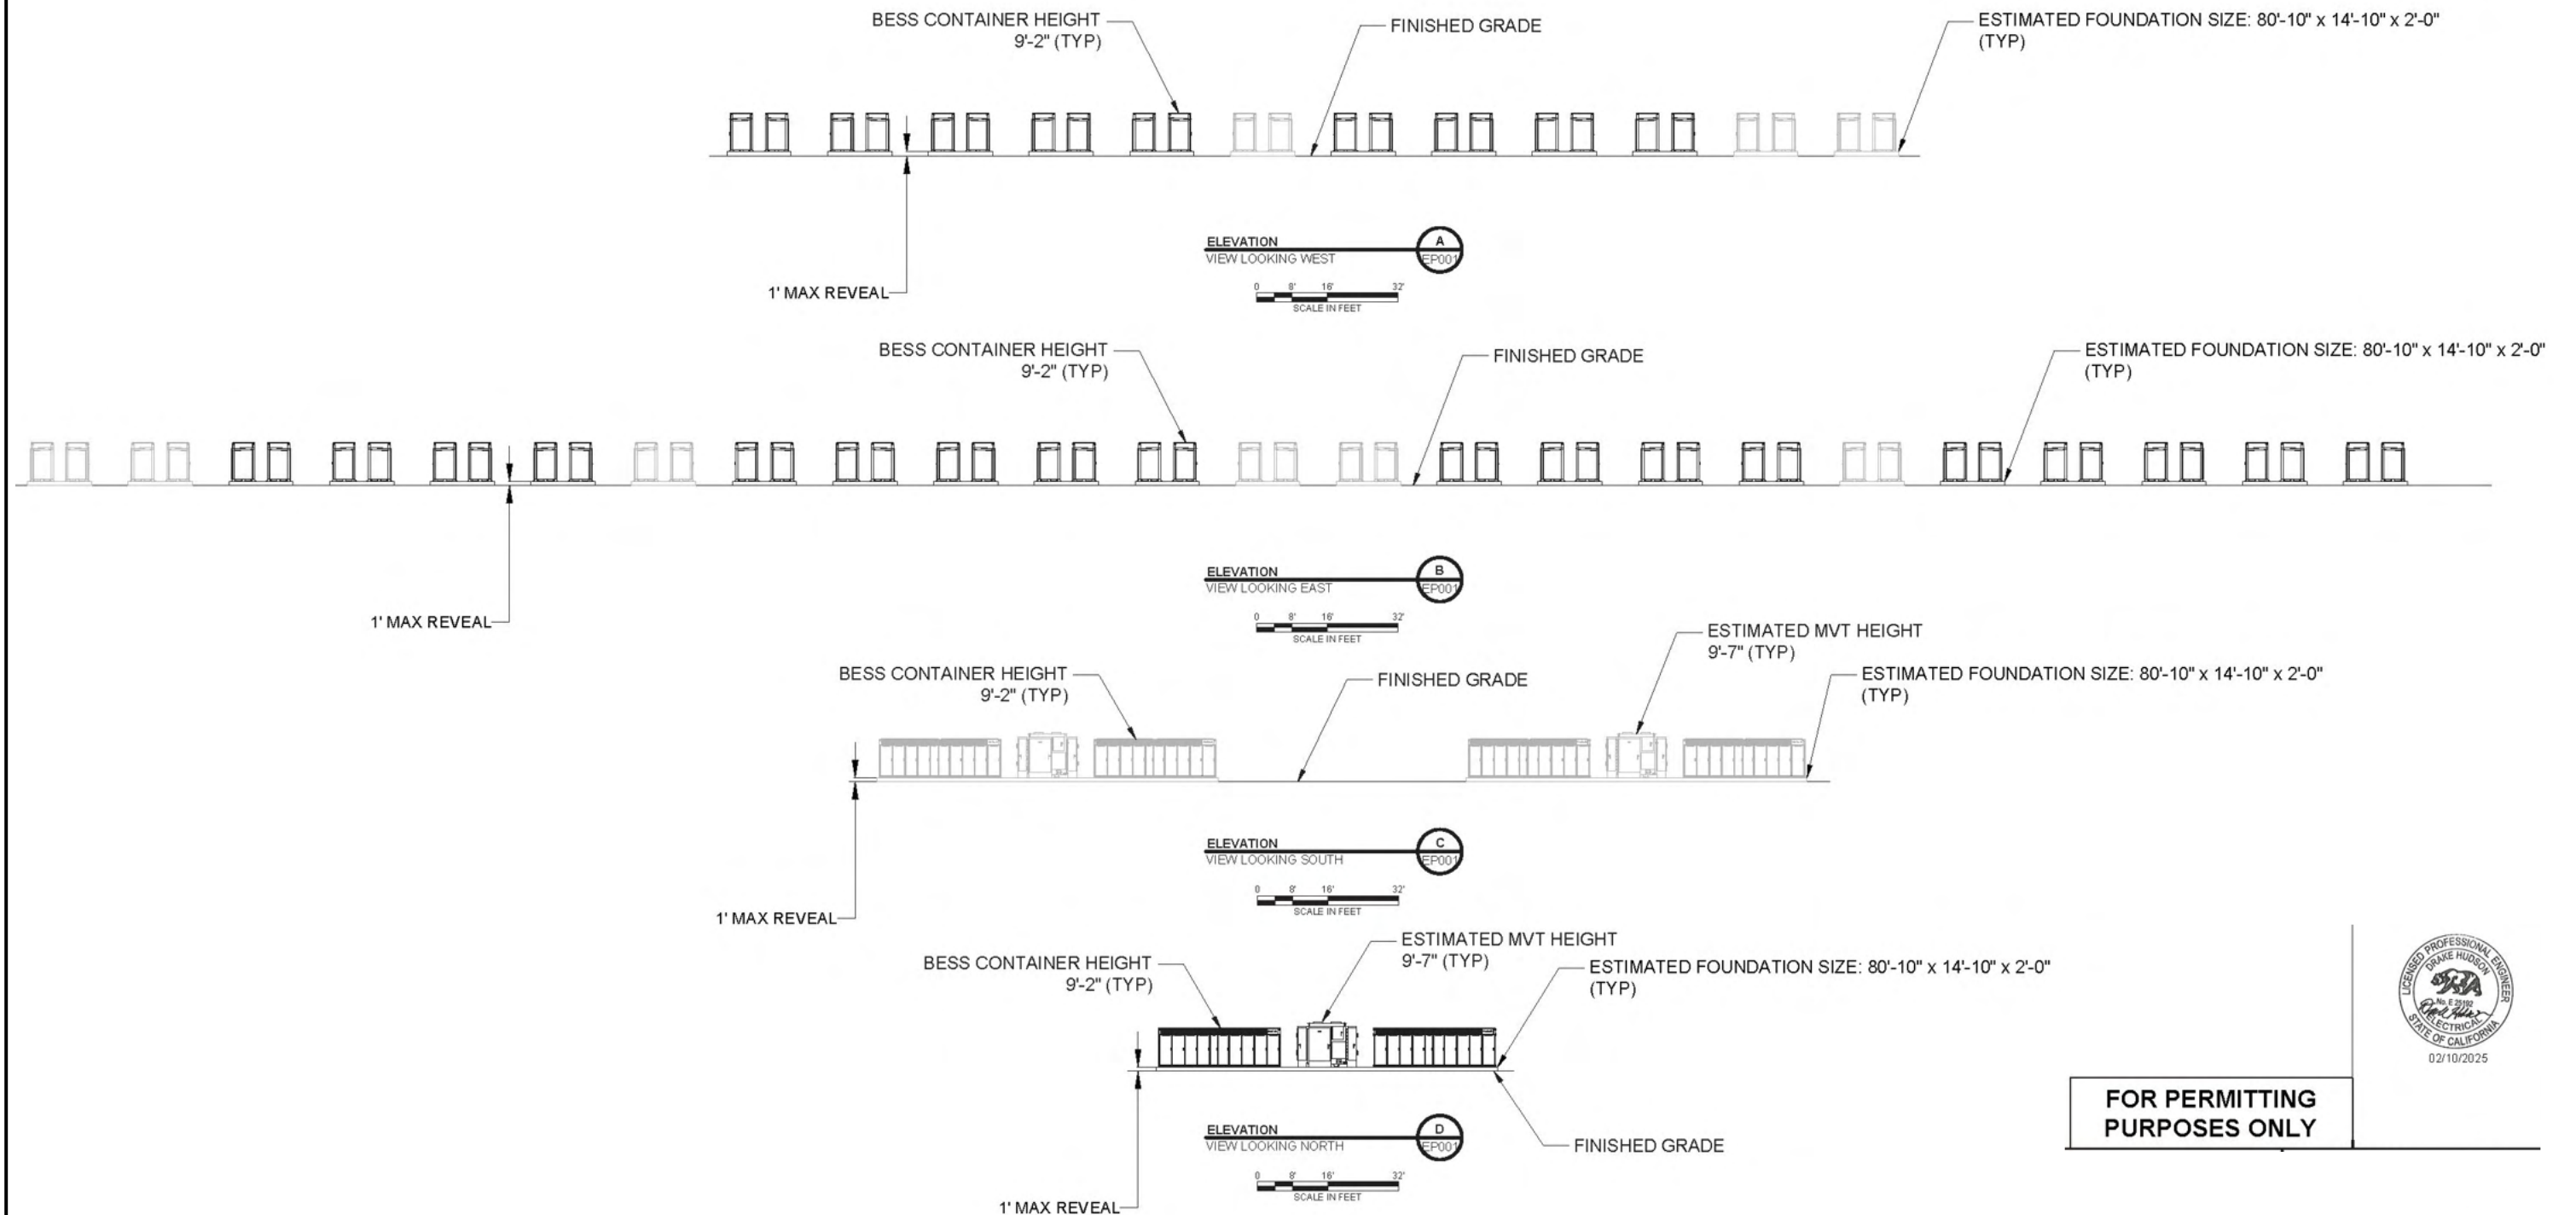 BESS CONTAINER HEIGHT
9'-2" (TYP)
FINISHED GRADE
ESTIMATED FOUNDATION SIZE: 80'-10" x 14'-10" x 2'-0"
(TYP)
1' MAX REVEAL
ELEVATION
VIEW LOOKING WEST
A
EP001
0 8' 16' 32'
SCALE IN FEET
BESS CONTAINER HEIGHT
9'-2" (TYP)
FINISHED GRADE
ESTIMATED FOUNDATION SIZE: 80'-10" x 14'-10" x 2'-0"
(TYP)
1' MAX REVEAL
ELEVATION
VIEW LOOKING EAST
B
EP001
0 8' 16' 32'
SCALE IN FEET
BESS CONTAINER HEIGHT
9'-2" (TYP)
FINISHED GRADE
ESTIMATED MVT HEIGHT
9'-7" (TYP)
ESTIMATED FOUNDATION SIZE: 80'-10" x 14'-10" x 2'-0"
(TYP)
1' MAX REVEAL
ELEVATION
VIEW LOOKING SOUTH
C
EP001
0 8' 16' 32'
SCALE IN FEET
BESS CONTAINER HEIGHT
9'-2" (TYP)
ESTIMATED MVT HEIGHT
9'-7" (TYP)
ESTIMATED FOUNDATION SIZE: 80'-10" x 14'-10" x 2'-0"
(TYP)
1' MAX REVEAL
ELEVATION
VIEW LOOKING NORTH
D
EP001
0 8' 16' 32'
SCALE IN FEET
FINISHED GRADE
LICENSED PROFESSIONAL ENGINEER
DRAKE HUDSON
No. E 25192
ELECTRICAL
STATE OF CALIFORNIA
02/10/2025
FOR PERMITTING
PURPOSES ONLY